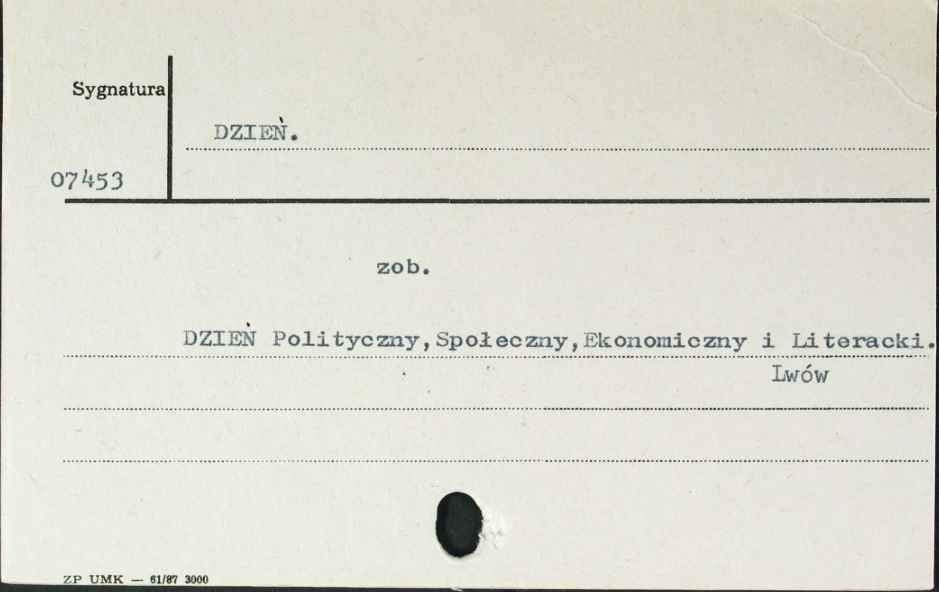 Sygnatura
DZIEŃ.
07453
zob.
DZIEŃ Polityczny,Społeczny,Ekonomiczny i Literacki.
Lwów
ZP UMK — 61/87 3000